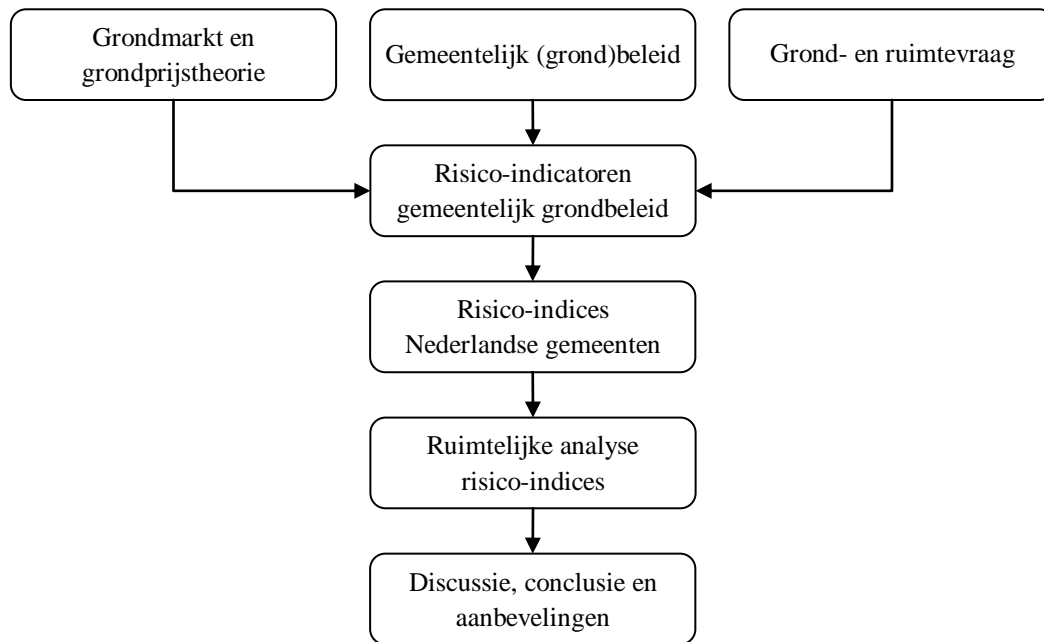 Grondmarkt en
grondprijstheorie
Gemeentelijk (grond)beleid
Grond- en ruimtevraag
Risico-indicatoren
gemeentelijk grondbeleid
Risico-indices
Nederlandse gemeenten
Ruimtelijke analyse
risico-indices
Discussie, conclusie en
aanbevelingen